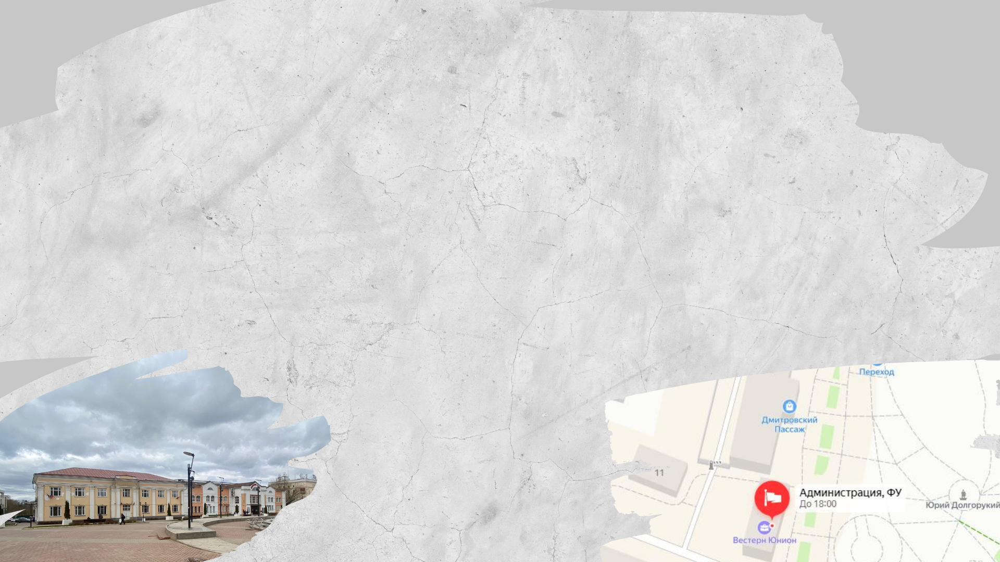 Переход
Дмитровский
Пассаж
11
Администрация, ФУ
До 18:00
Юрий Долгорукий
Вестерн Юнион